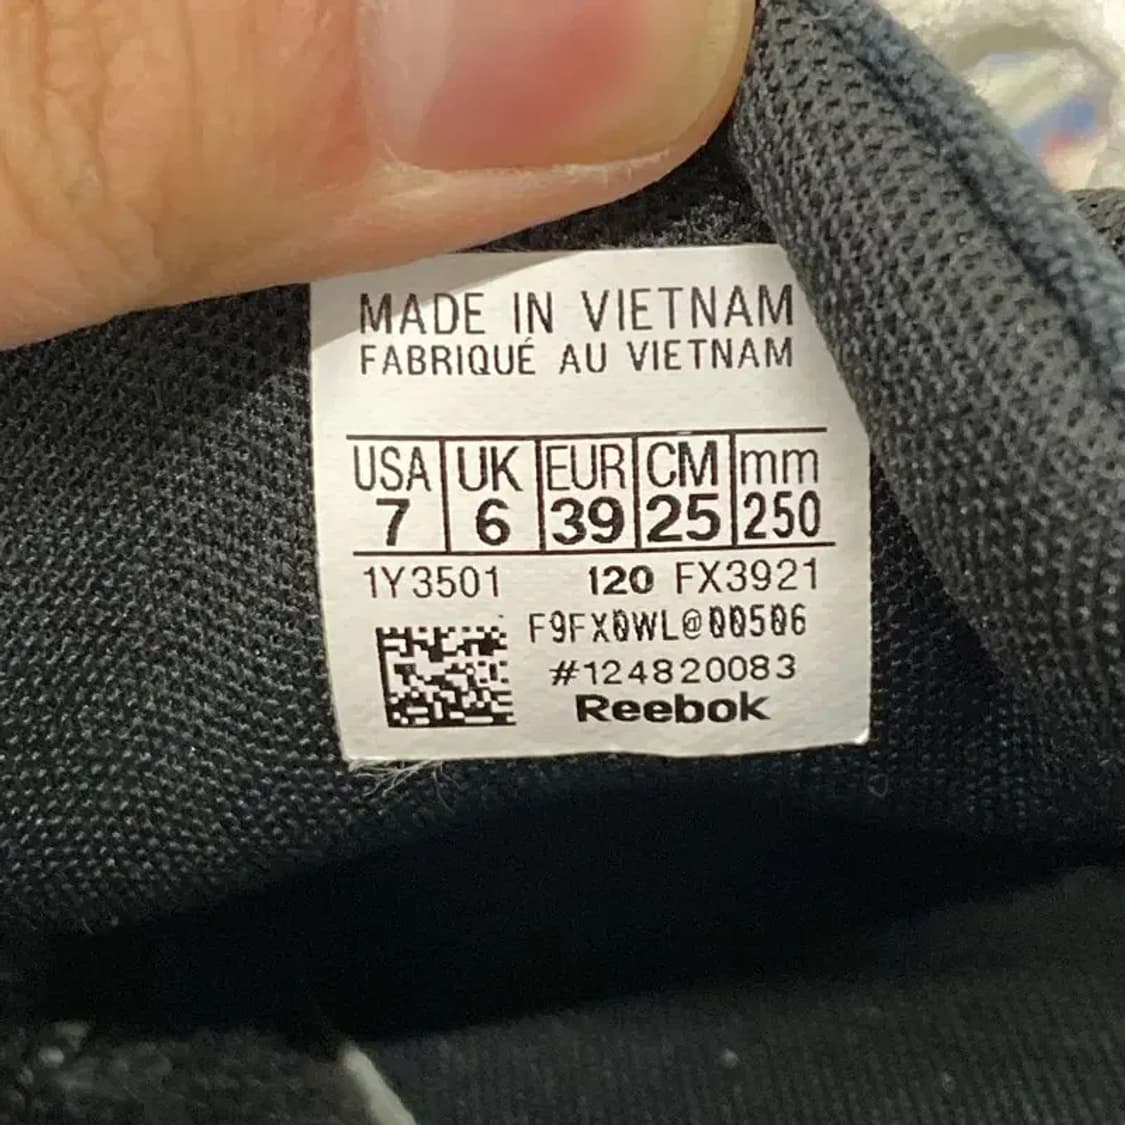 MADE IN VIETNAM
FABRIQUÉ AU VIETNAM
USA UK EUR CM mm
7 6 39 25 250
1Y3501 120 FX3921
F9FX0WL@00506
#124820083
Reebok